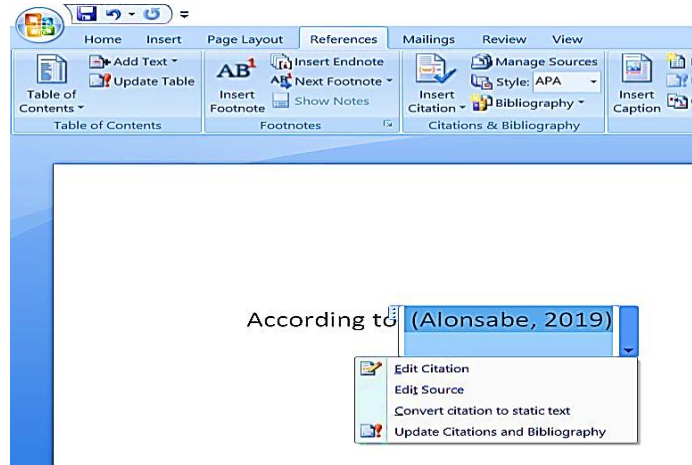 Home Insert Page Layout References Mailings Review View
Table of Contents
Add Text
Update Table
Table of Contents
AB1
Insert Footnote
Insert Endnote
Next Footnote
Show Notes
Footnotes
Insert Citation
Manage Sources
Style: APA
Bibliography
Citations & Bibliography
Insert Caption
According to (Alonsabe, 2019)
Edit Citation
Edit Source
Convert citation to static text
Update Citations and Bibliography